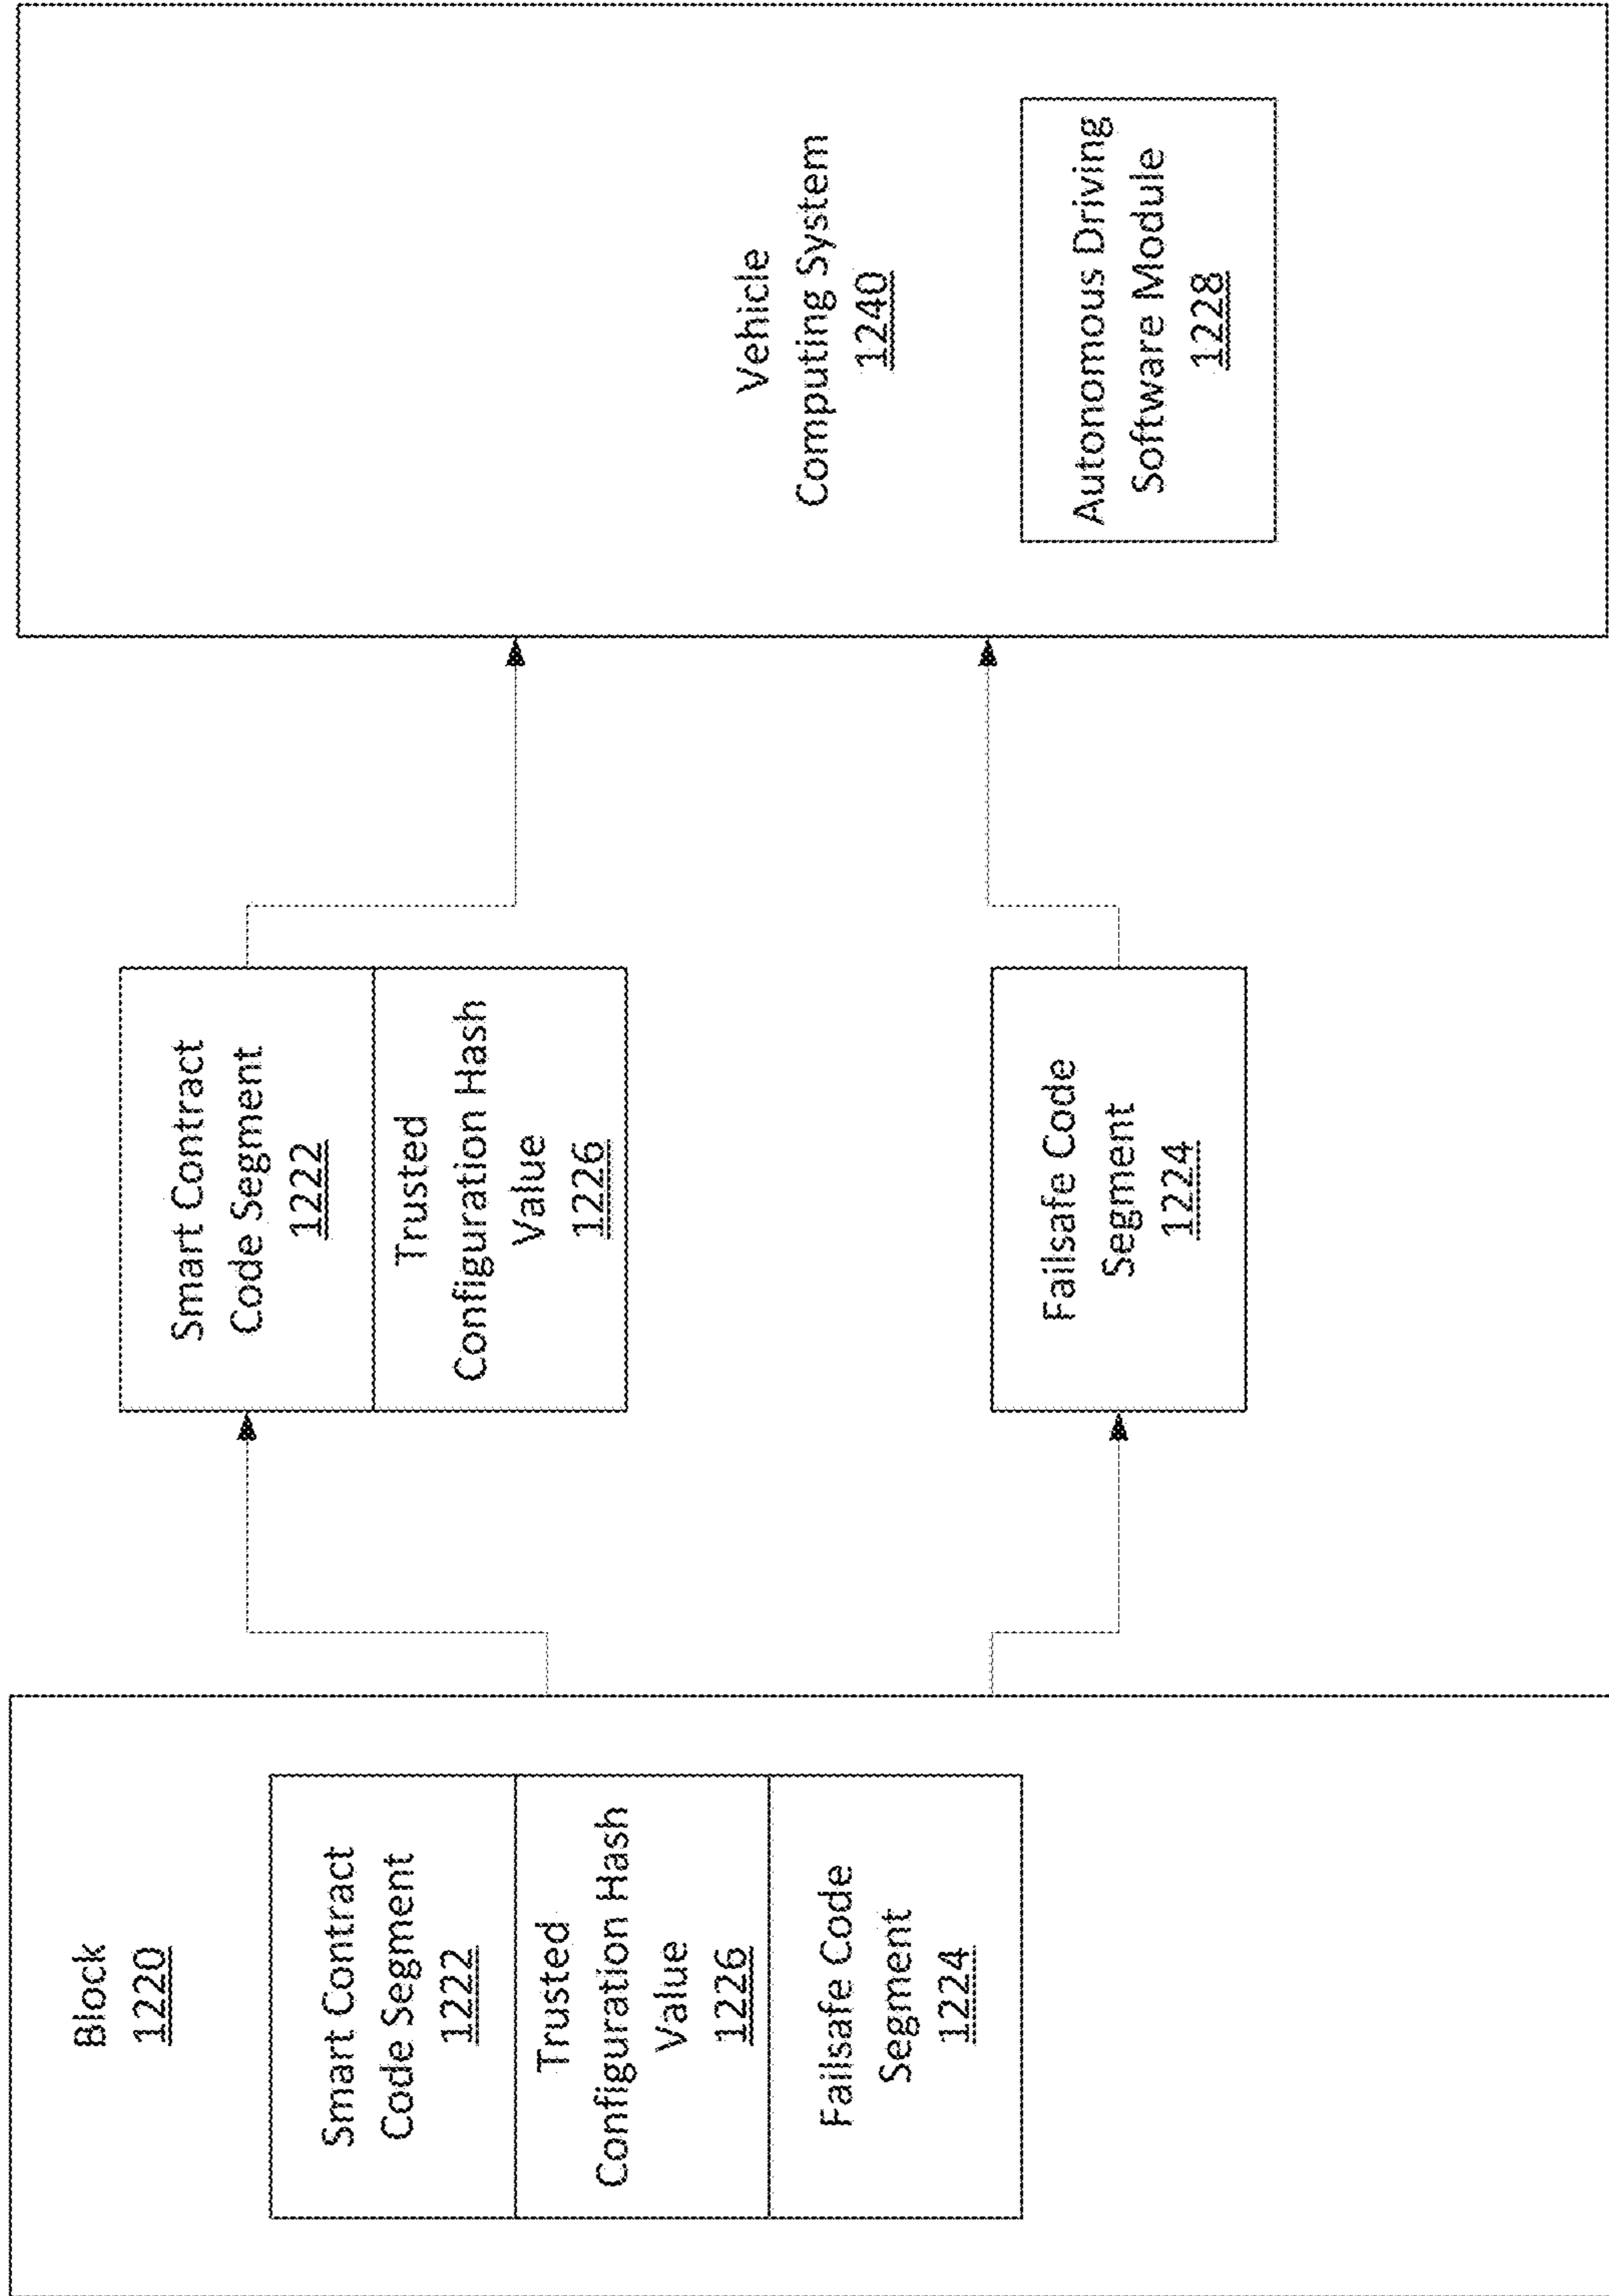 Block
1220
Smart Contract
Code Segment
1222
Trusted
Configuration Hash
Value
1226
Failsafe Code
Segment
1224
Smart Contract
Code Segment
1222
Trusted
Configuration Hash
Value
1226
Failsafe Code
Segment
1224
Vehicle
Computing System
1240
Autonomous Driving
Software Module
1228